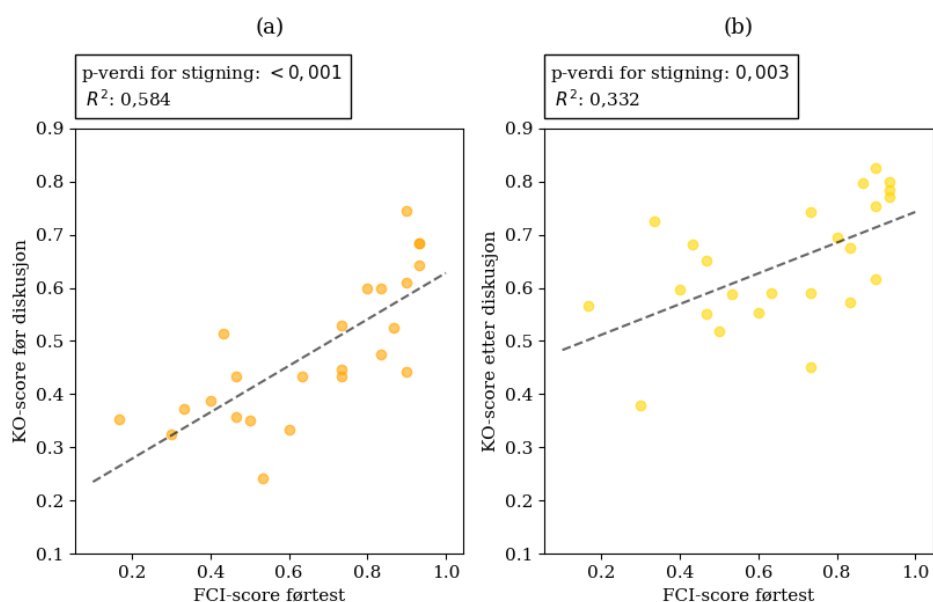 (a)
p-verdi for stigning: < 0,001
R²: 0,584
0.9
0.8
0.7
0.6
0.5
0.4
0.3
0.2
0.1
KO-score før diskusjon
0.2 0.4 0.6 0.8 1.0
FCI-score førtest
(b)
p-verdi for stigning: 0,003
R²: 0,332
0.9
0.8
0.7
0.6
0.5
0.4
0.3
0.2
0.1
KO-score etter diskusjon
0.2 0.4 0.6 0.8 1.0
FCI-score førtest